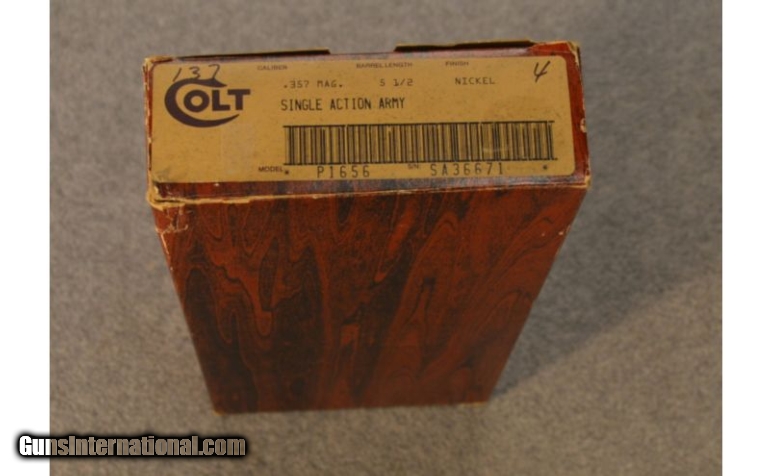 137
CALIBER BARREL LENGTH FINISH
.357 MAG. 5 1/2 NICKEL 4
COLT
SINGLE ACTION ARMY
MODEL * P1656 S/N SA36671 *
GunsInternational.com